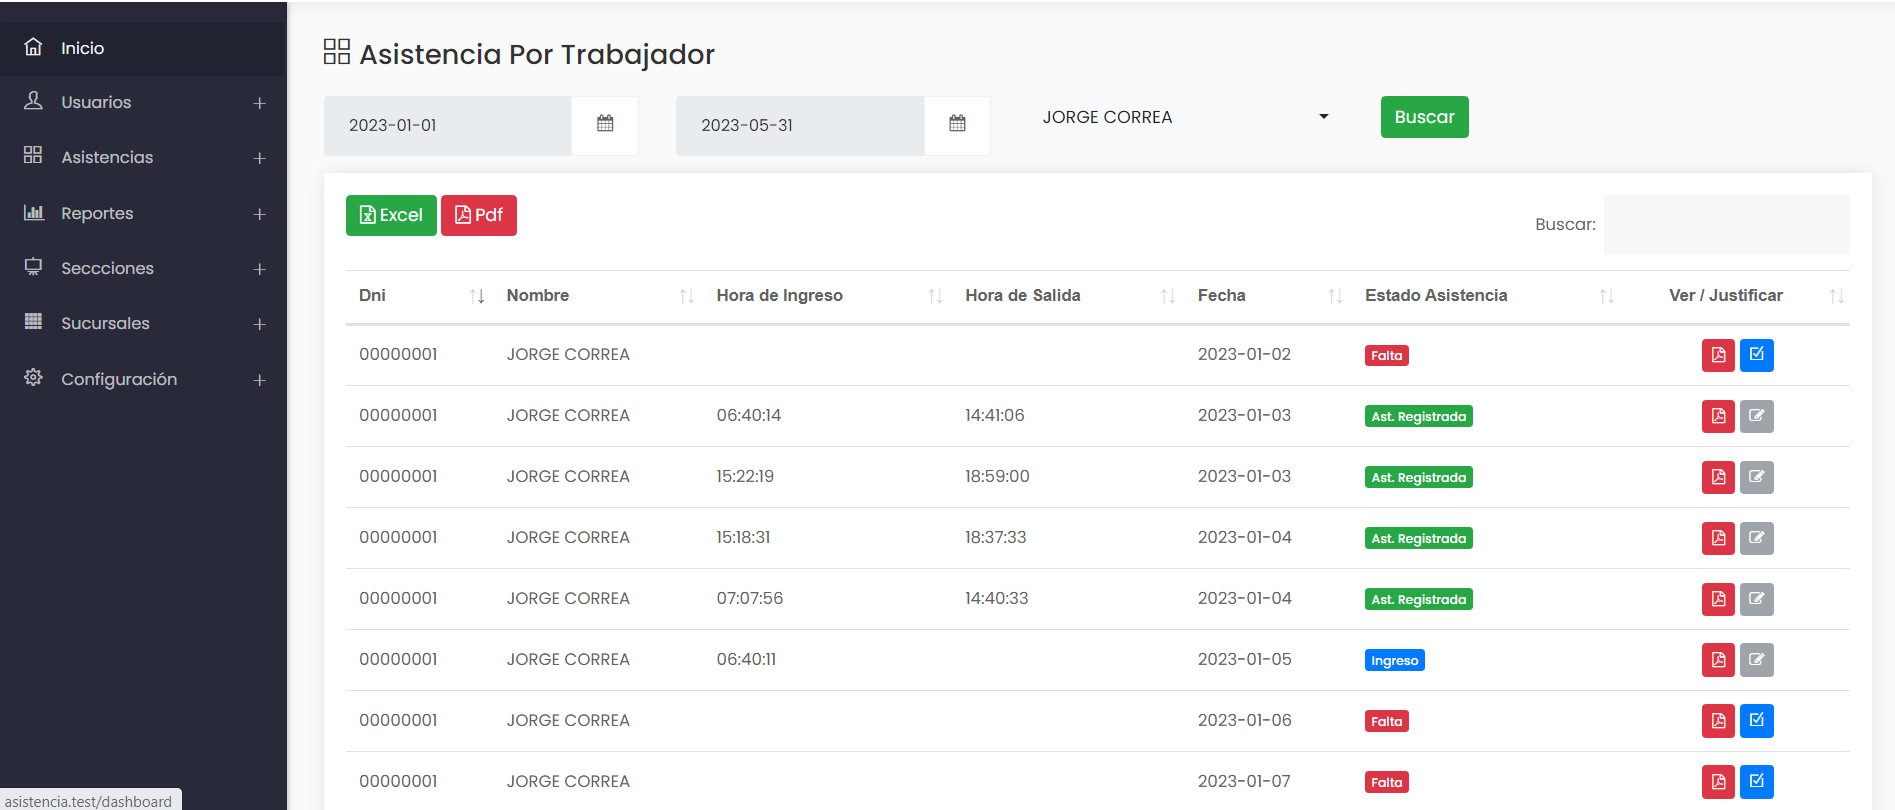 Inicio
Usuarios
Asistencias
Reportes
Seccciones
Sucursales
Configuración
asistencia.test/dashboard
Asistencia Por Trabajador
2023-01-01 2023-05-31 JORGE CORREA Buscar
Excel Pdf
Buscar:
Dni Nombre Hora de Ingreso Hora de Salida Fecha Estado Asistencia Ver / Justificar
00000001 JORGE CORREA 2023-01-02 Falta
00000001 JORGE CORREA 06:40:14 14:41:06 2023-01-03 Ast. Registrada
00000001 JORGE CORREA 15:22:19 18:59:00 2023-01-03 Ast. Registrada
00000001 JORGE CORREA 15:18:31 18:37:33 2023-01-04 Ast. Registrada
00000001 JORGE CORREA 07:07:56 14:40:33 2023-01-04 Ast. Registrada
00000001 JORGE CORREA 06:40:11 2023-01-05 Ingreso
00000001 JORGE CORREA 2023-01-06 Falta
00000001 JORGE CORREA 2023-01-07 Falta